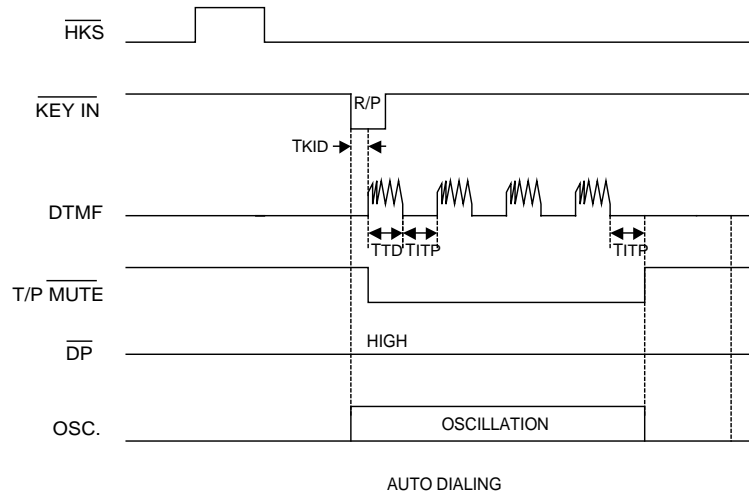 HKS
KEY IN
R/P
TKID
DTMF
TTD
TITP
TITP
T/P MUTE
DP
HIGH
OSC.
OSCILLATION
AUTO DIALING